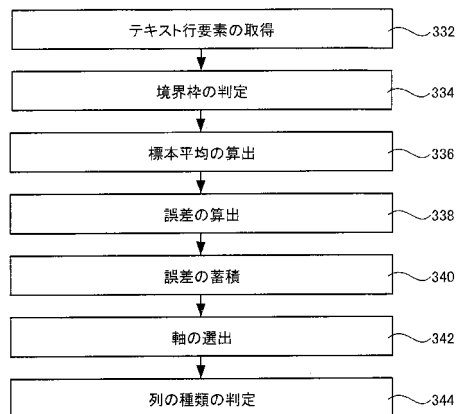 テキスト行要素の取得 332
境界枠の判定 334
標本平均の算出 336
誤差の算出 338
誤差の蓄積 340
軸の選出 342
列の種類の判定 344